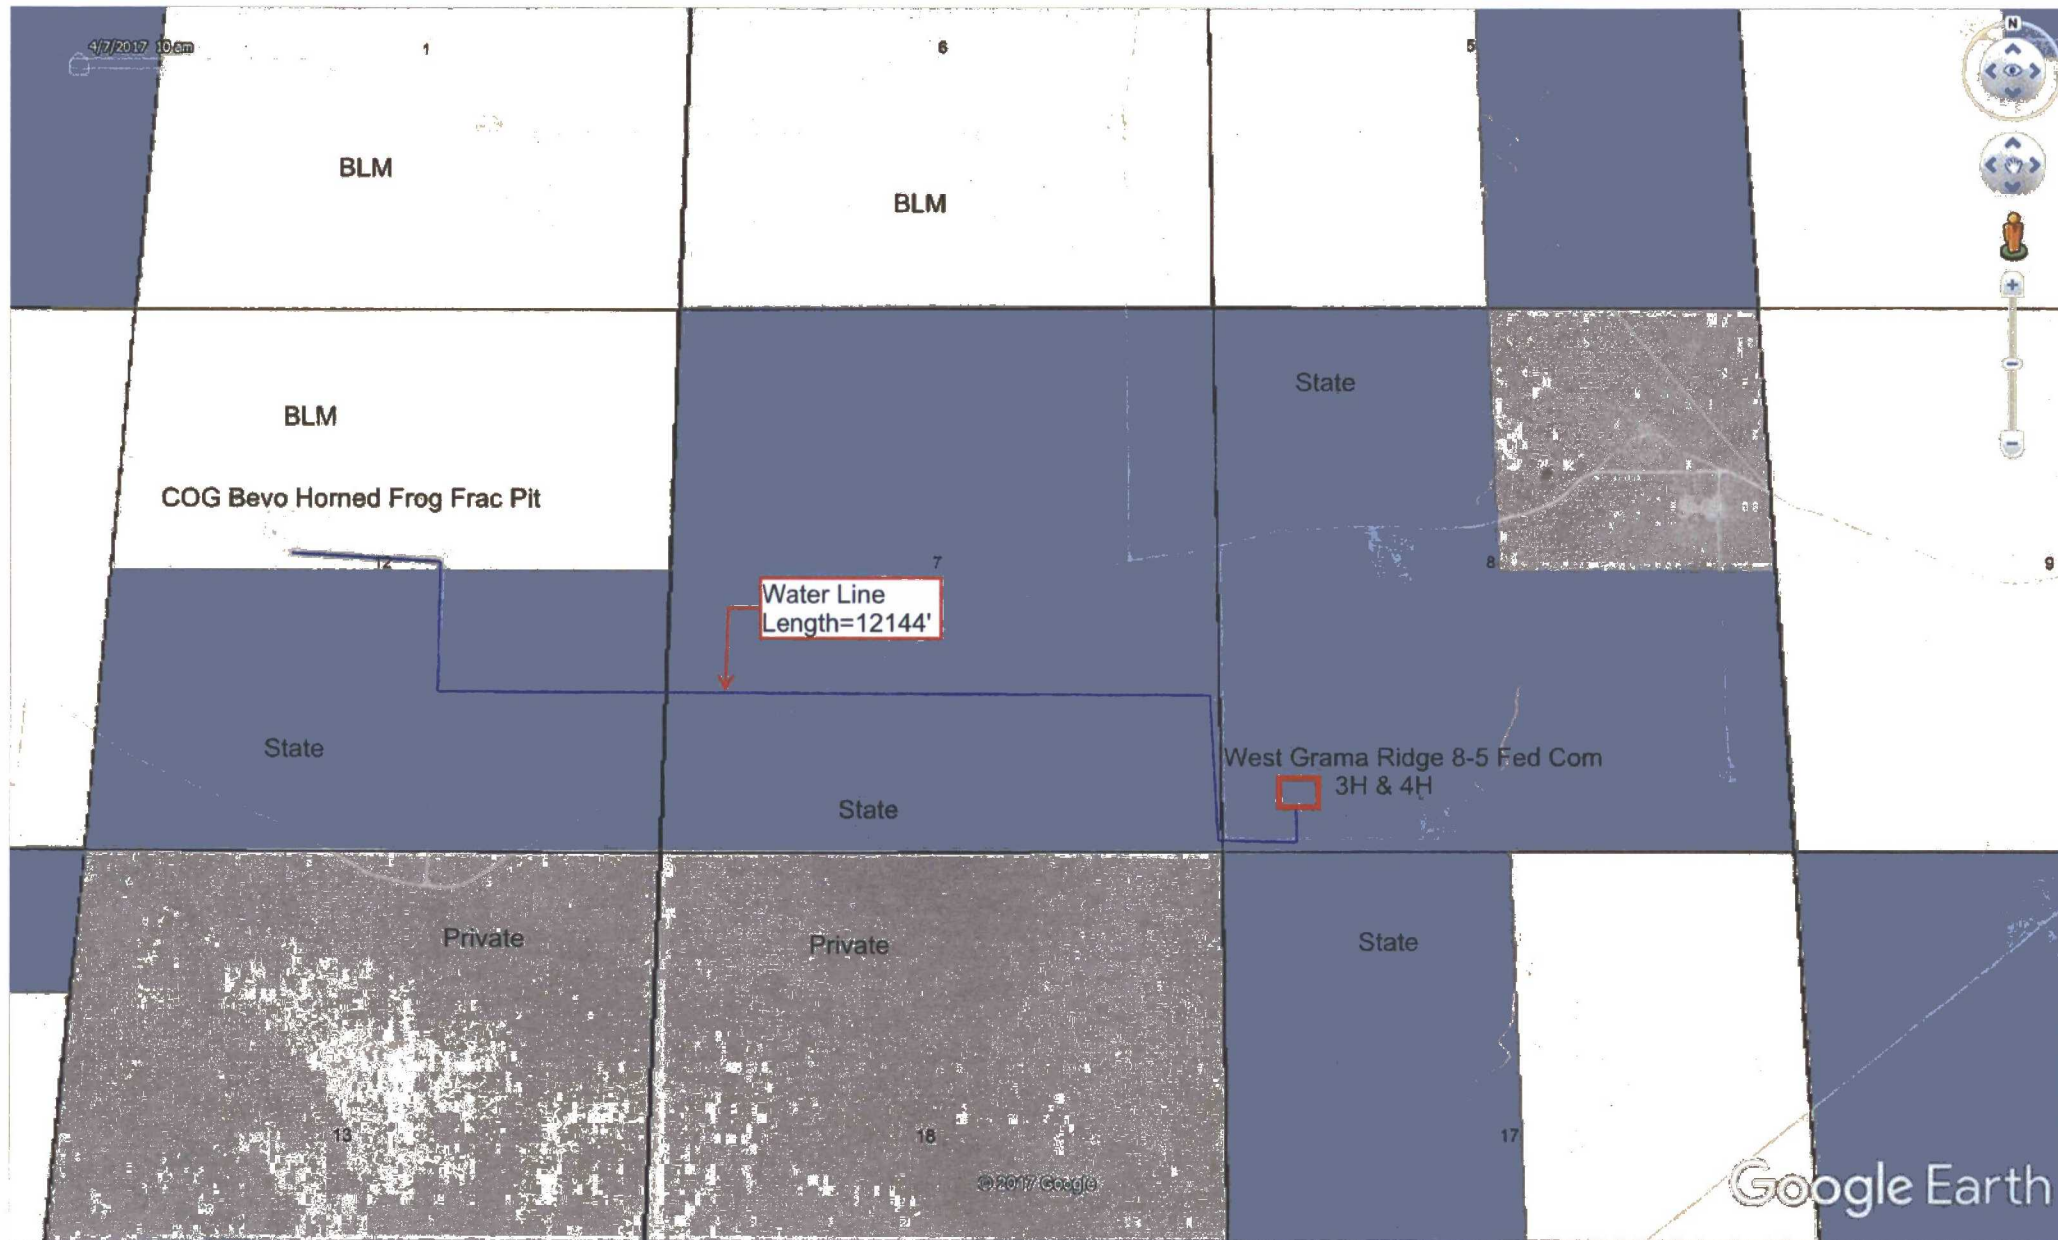 4/7/2017 10 am
1
6
5
N
BLM
BLM
State
BLM
COG Bevo Horned Frog Frac Pit
12
7
8
9
Water Line
Length=12144'
State
West Grama Ridge 8-5 Fed Com
3H & 4H
State
Private
Private
State
13
18
17
©2017 Google
Google Earth